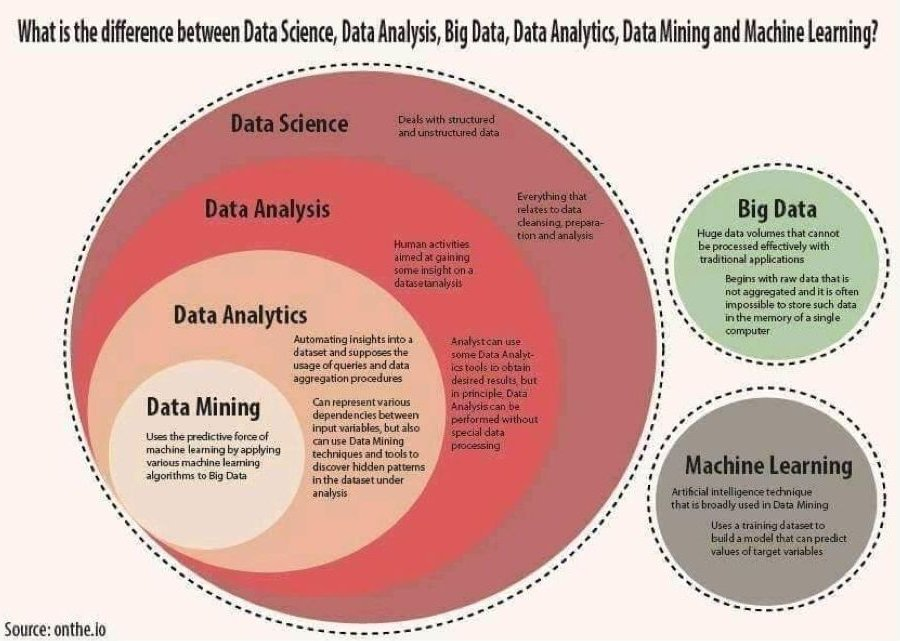 What is the difference between Data Science, Data Analysis, Big Data, Data Analytics, Data Mining and Machine Learning?
Data Science
Deals with structured
and unstructured data
Everything that
relates to data
cleansing, prepara-
tion and analysis
Data Analysis
Human activities
aimed at gaining
some insight on a
datasetanalysis
Analyst can use
some Data Analyt-
ics tools to obtain
desired results, but
in principle, Data
Analysis can be
performed without
special data
processing
Data Analytics
Automating insights into a
dataset and supposes the
usage of queries and data
aggregation procedures
Can represent various
dependencies between
input variables, but also
can use Data Mining
techniques and tools to
discover hidden patterns
in the dataset under
analysis
Data Mining
Uses the predictive force of
machine learning by applying
various machine learning
algorithms to Big Data
Big Data
Huge data volumes that cannot
be processed effectively with
traditional applications
Begins with raw data that is
not aggregated and it is often
impossible to store such data
in the memory of a single
computer
Machine Learning
Artificial intelligence technique
that is broadly used in Data Mining
Uses a training dataset to
build a model that can predict
values of target variables
Source: onthe.io